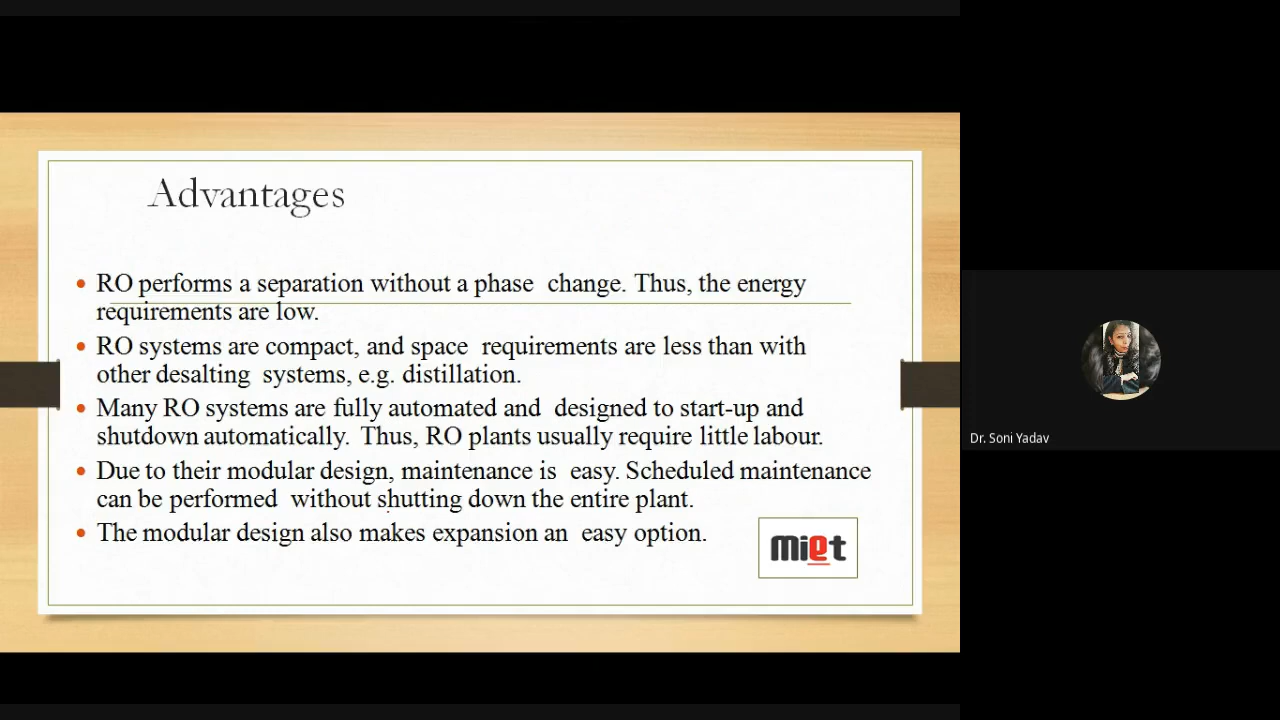 Advantages
RO performs a separation without a phase change. Thus, the energy
requirements are low.
RO systems are compact, and space requirements are less than with
other desalting systems, e.g. distillation.
Many RO systems are fully automated and designed to start-up and
shutdown automatically. Thus, RO plants usually require little labour.
Due to their modular design, maintenance is easy. Scheduled maintenance
can be performed without shutting down the entire plant.
The modular design also makes expansion an easy option.
miet
Dr. Soni Yadav